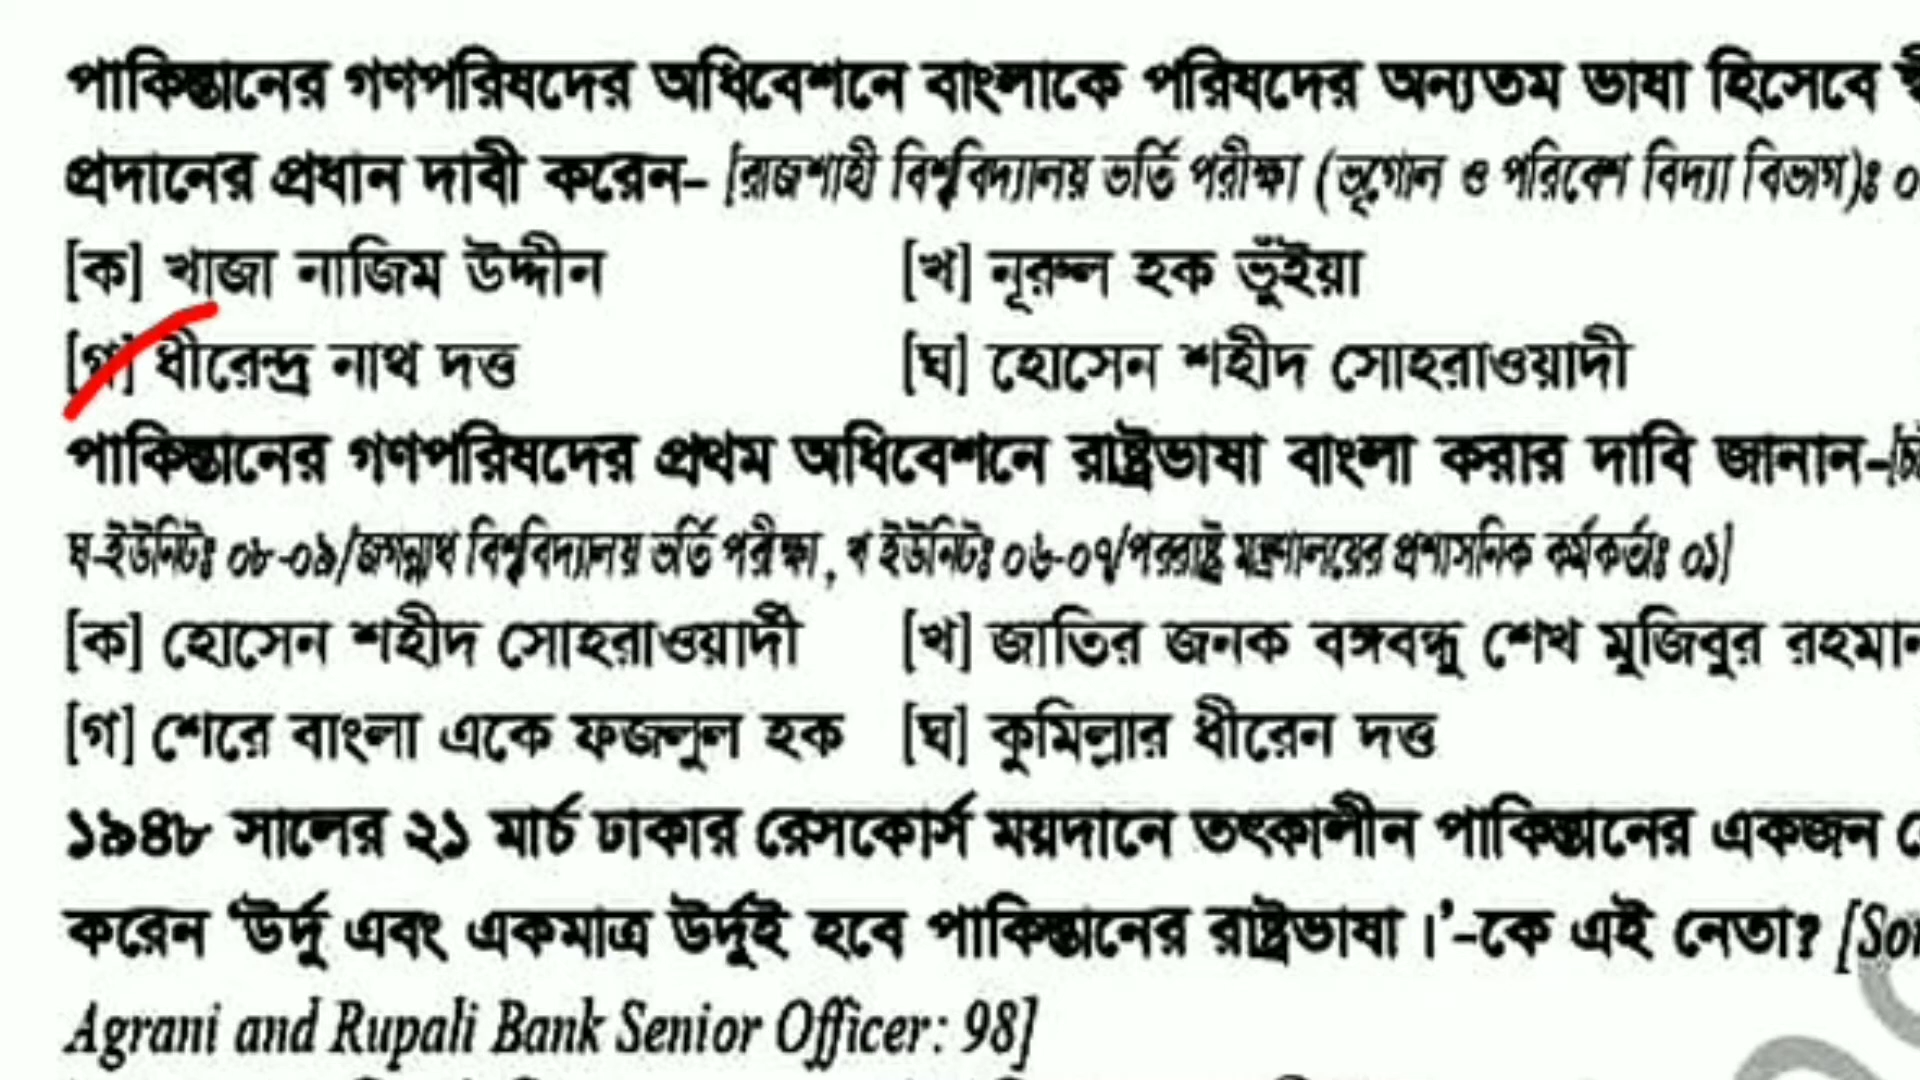 পাকিস্তানের গণপরিষদের অধিবেশনে বাংলাকে পরিষদের অন্যতম ভাষা হিসেবে
প্রদানের প্রধান দাবী করেন- [রাজশাহী বিশ্ববিদ্যালয় ভর্তি পরীক্ষা (ভূগোল ও পরিবেশ বিদ্যা বিভাগ)ঃ ০
[ক] খাজা নাজিম উদ্দীন [খ] নূরুল হক ভুঁইয়া
[গ] ধীরেন্দ্র নাথ দত্ত [ঘ] হোসেন শহীদ সোহরাওয়াদী
পাকিস্তানের গণপরিষদের প্রথম অধিবেশনে রাষ্ট্রভাষা বাংলা করার দাবি জানান-
ঘ-ইউনিটঃ ০৮-০৯/জগন্নাথ বিশ্ববিদ্যালয় ভর্তি পরীক্ষা, খ ইউনিটঃ ০৬-০৭/পররাষ্ট্র মন্ত্রণালয়ের প্রশাসনিক কর্মকর্তাঃ ০১]
[ক] হোসেন শহীদ সোহরাওয়ার্দী [খ] জাতির জনক বঙ্গবন্ধু শেখ মুজিবুর রহমান
[গ] শেরে বাংলা একে ফজলুল হক [ঘ] কুমিল্লার ধীরেন দত্ত
১৯৪৮ সালের ২১ মার্চ ঢাকার রেসকোর্স ময়দানে তৎকালীন পাকিস্তানের একজন
করেন ‘উর্দু এবং একমাত্র উর্দুই হবে পাকিস্তানের রাষ্ট্রভাষা।’-কে এই নেতা?
Agrani and Rupali Bank Senior Officer: 98]